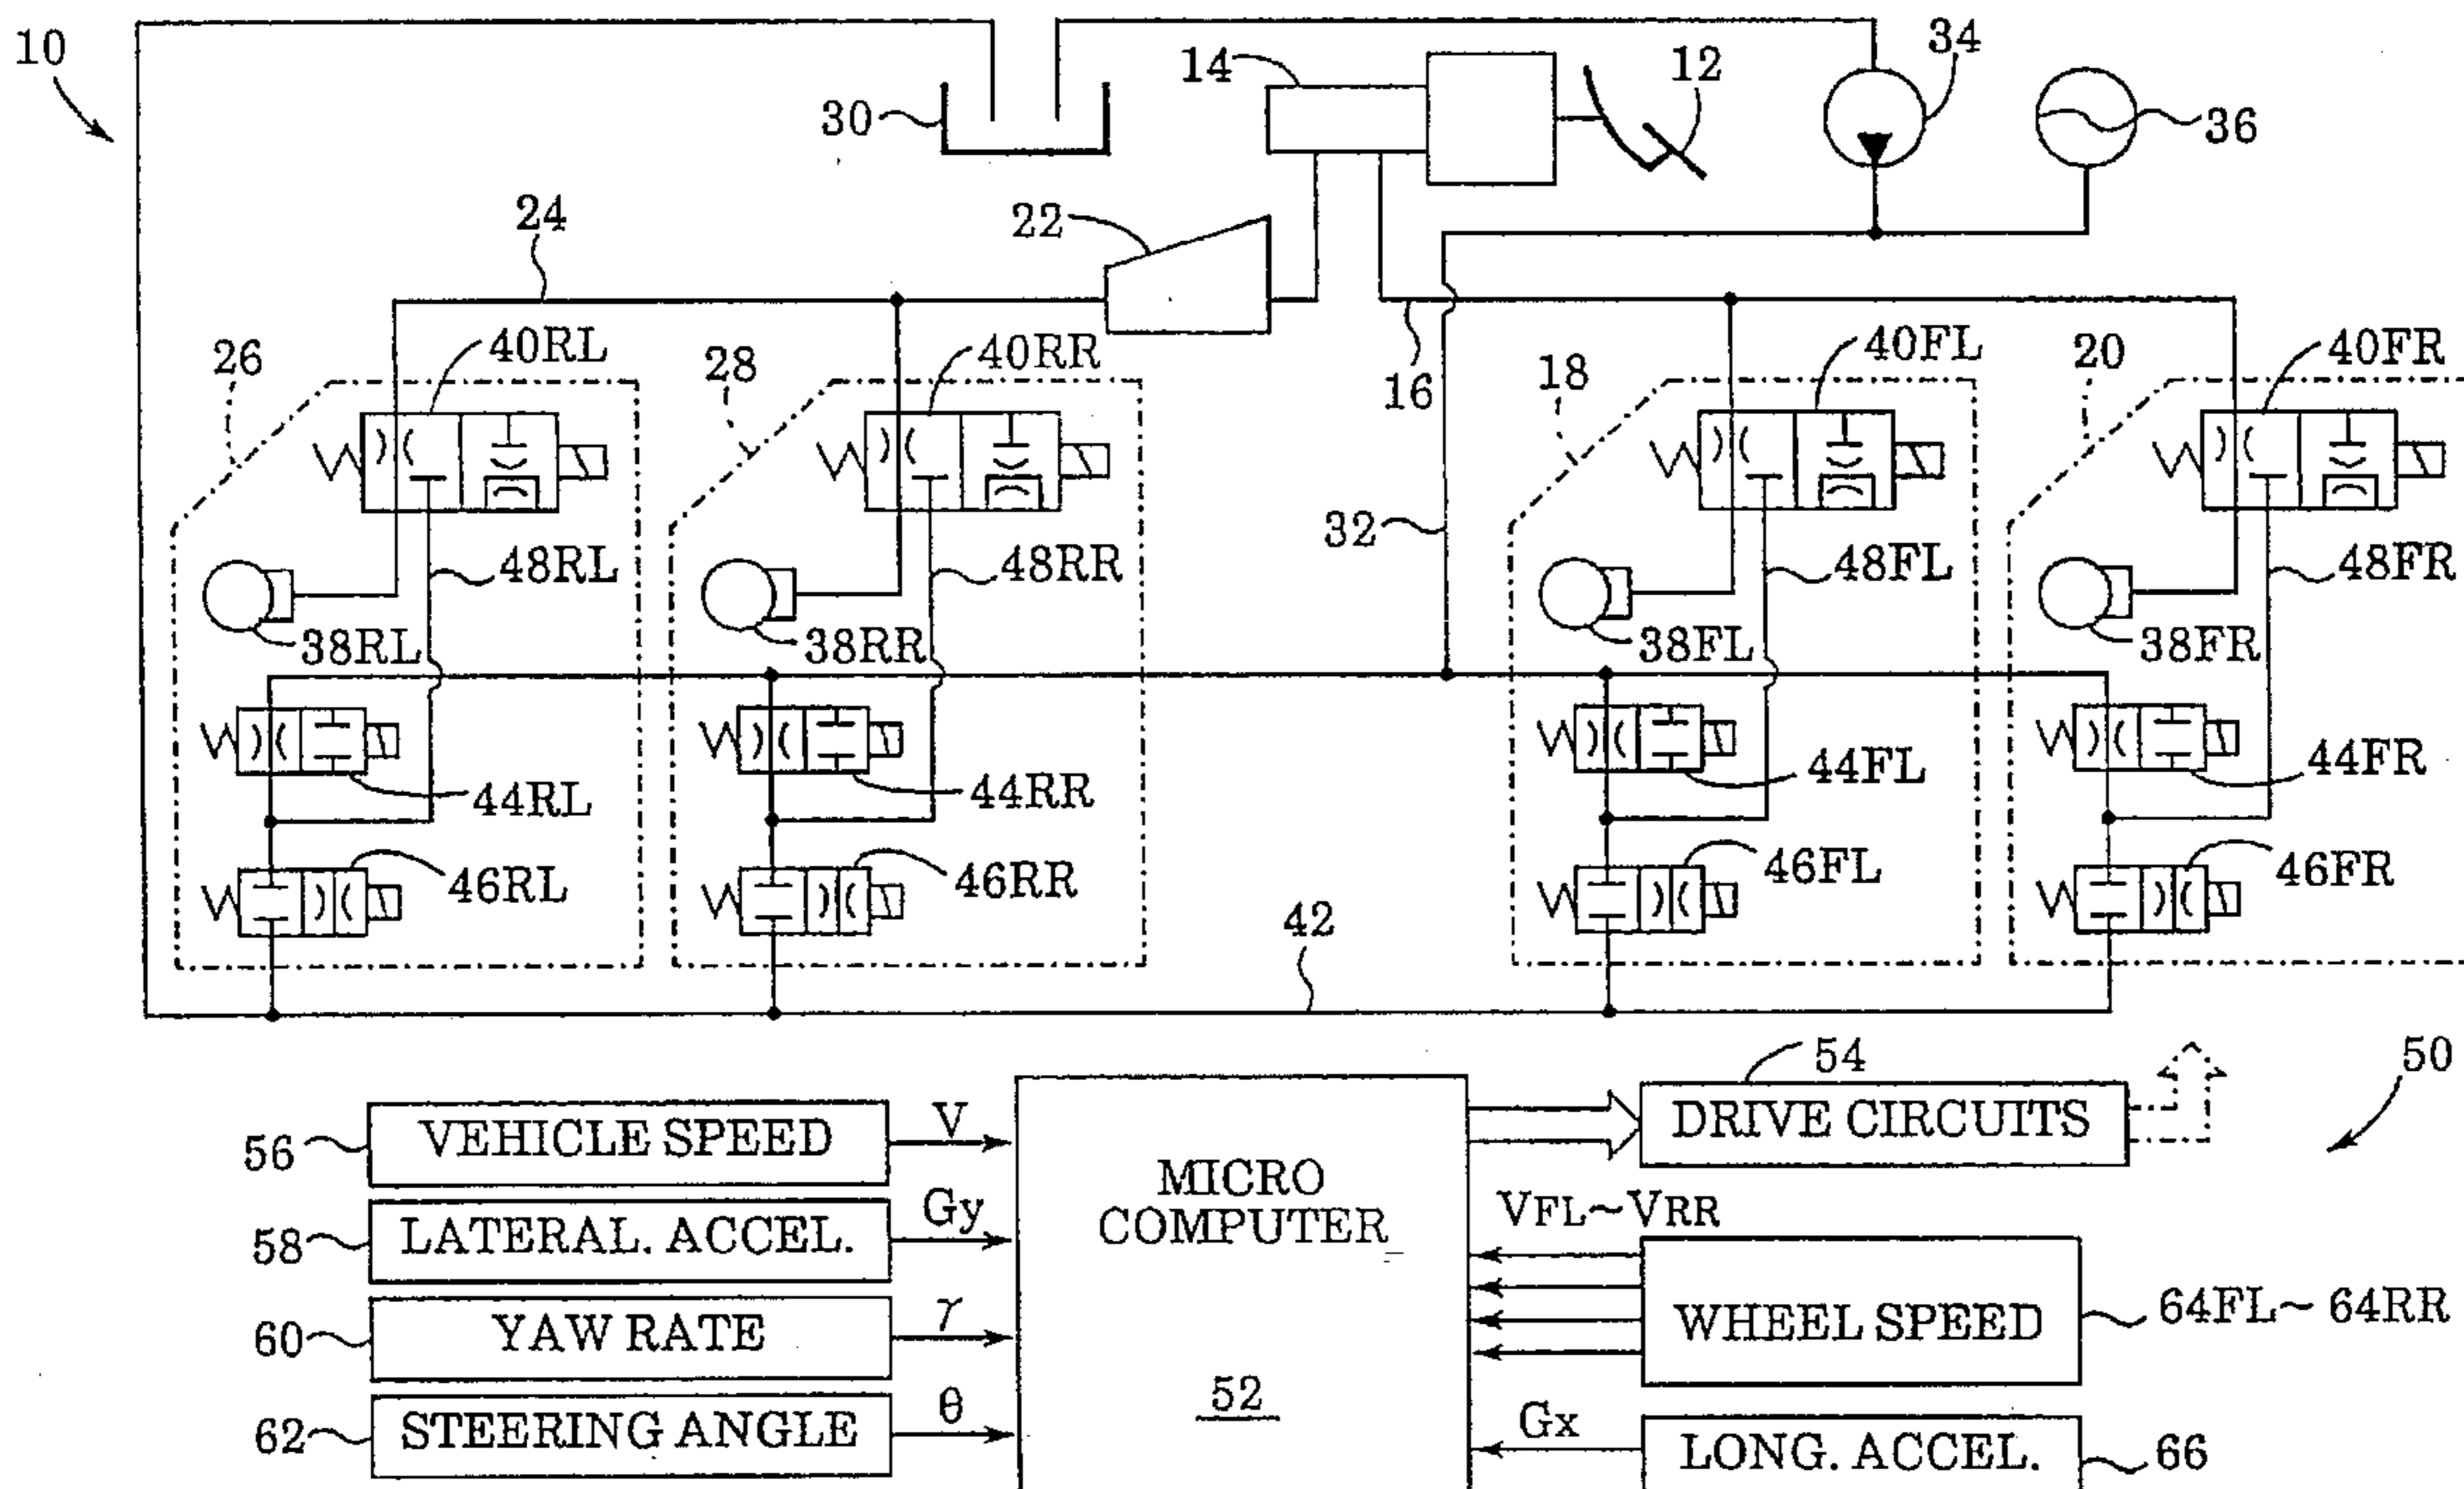 10
14
12
34
30
36
24
22
26
40RL
28
40RR
16
18
40FL
20
40FR
32
48RL
48RR
48FL
48FR
38RL
38RR
38FL
38FR
44RL
44RR
44FL
44FR
46RL
46RR
46FL
46FR
42
54
50
56
VEHICLE SPEED
V
MICRO
COMPUTER
52
DRIVE CIRCUITS
58
LATERAL. ACCEL.
Gy
VFL~VRR
60
YAW RATE
γ
WHEEL SPEED
64FL~64RR
62
STEERING ANGLE
θ
Gx
LONG. ACCEL.
66